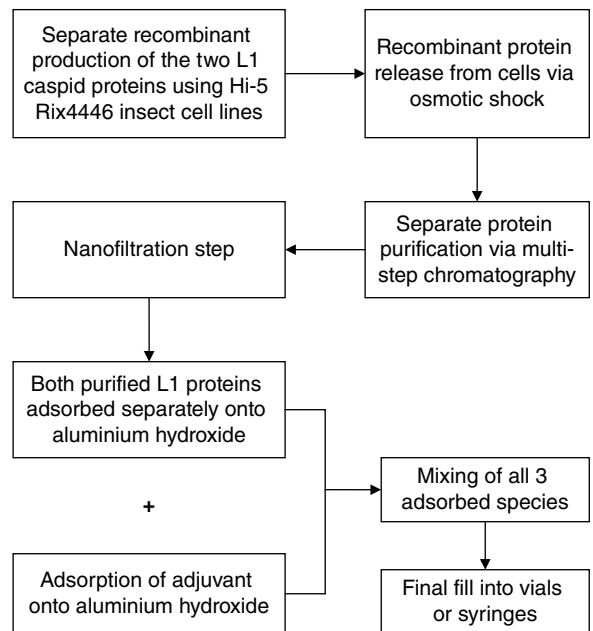 Separate recombinant
production of the two L1
caspid proteins using Hi-5
Rix4446 insect cell lines
Recombinant protein
release from cells via
osmotic shock
Separate protein
purification via multi-
step chromatography
Nanofiltration step
Both purified L1 proteins
adsorbed separately onto
aluminium hydroxide
+
Adsorption of adjuvant
onto aluminium hydroxide
Mixing of all 3
adsorbed species
Final fill into vials
or syringes